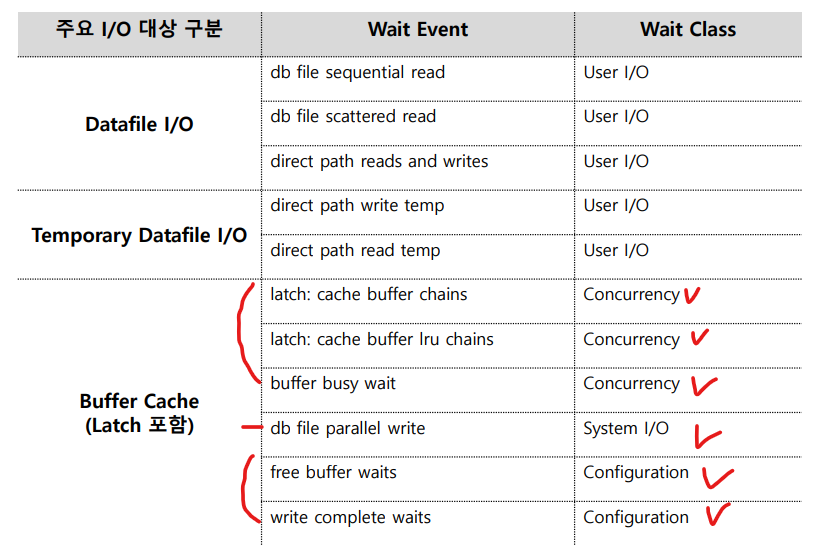 주요 I/O 대상 구분 Wait Event Wait Class
Datafile I/O
db file sequential read User I/O
db file scattered read User I/O
direct path reads and writes User I/O
Temporary Datafile I/O
direct path write temp User I/O
direct path read temp User I/O
Buffer Cache
(Latch 포함)
latch: cache buffer chains Concurrency
latch: cache buffer lru chains Concurrency
buffer busy wait Concurrency
db file parallel write System I/O
free buffer waits Configuration
write complete waits Configuration